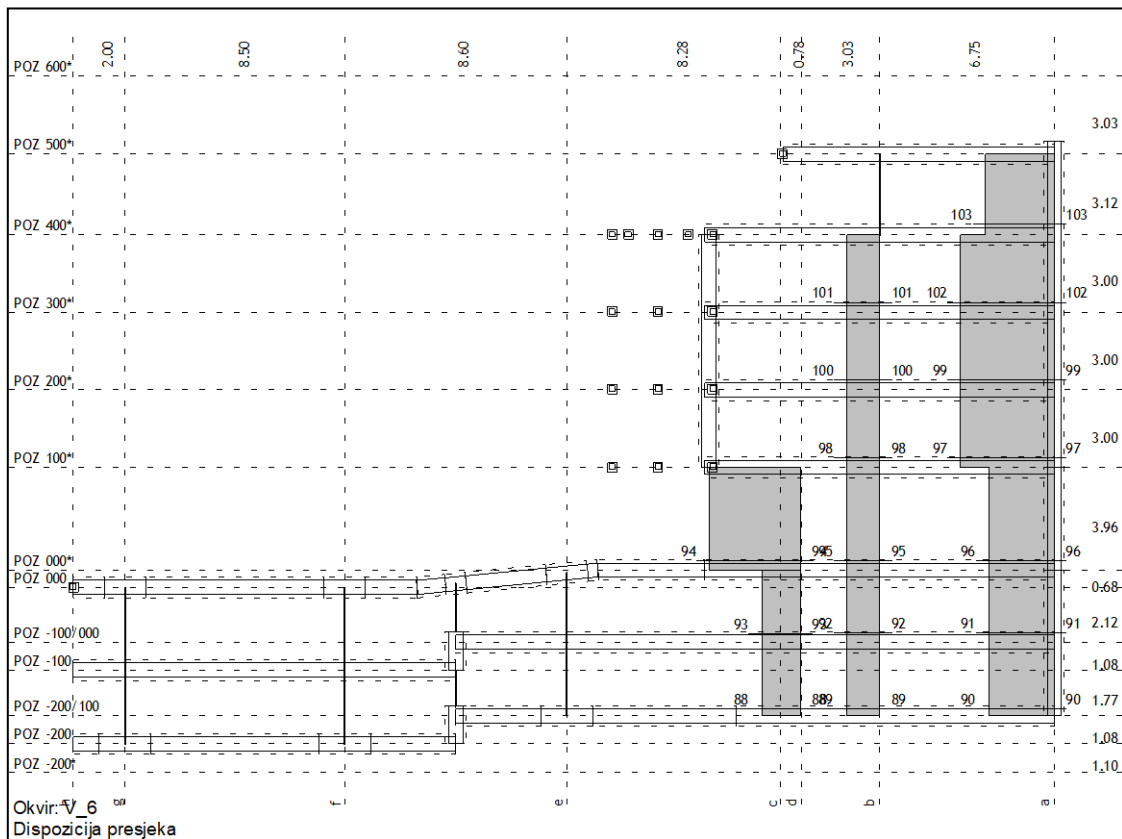 2.00 8.50 8.60 8.28 0.78 3.03 6.75
POZ 600*
3.03
POZ 500*
3.12
POZ 400* 103 103
3.00
POZ 300* 101 101 102 102
3.00
POZ 200* 100 100 99 99
3.00
POZ 100* 98 98 97 97
3.96
POZ 000* 94 95 96 96
POZ 000 0.68
2.12
POZ -100/000 93 92 92 91 91
POZ -100 1.08
POZ -200/100 88 89 89 90 90 1.77
POZ -200 1.08
POZ -200* 1.10
g f e c d b a
Okvir: V_6
Dispozicija presjeka